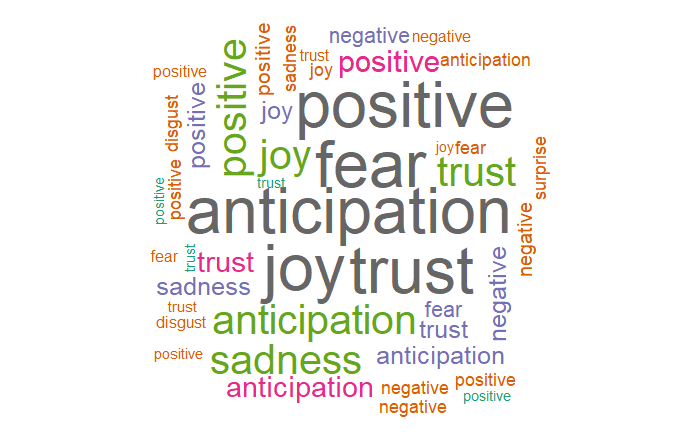 negative
negative
positive
sadness
trust
joy
positive
anticipation
positive
positive
positive
disgust
positive
joy
positive
joy
fear
joy
fear
trust
surprise
positive
positive
trust
anticipation
negative
fear
trust
trust
joy
trust
negative
sadness
trust
disgust
anticipation
fear
trust
positive
sadness
anticipation
anticipation
negative
positive
positive
negative